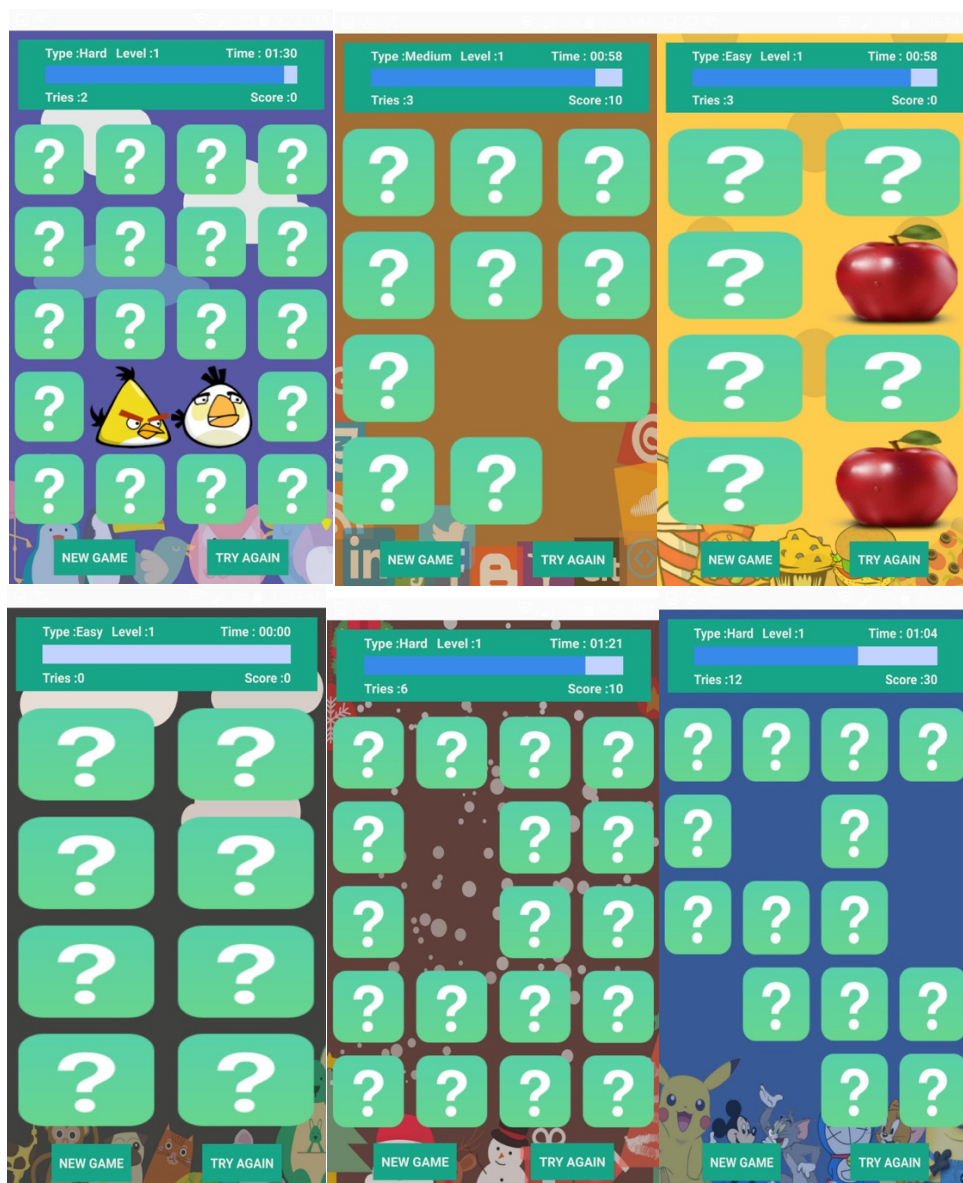 Type :Hard Level :1 Time : 01:30
Tries :2 Score :0
? ? ? ?
? ? ? ?
? ? ? ?
? ?
? ? ? ?
NEW GAME TRY AGAIN
Type :Medium Level :1 Time : 00:58
Tries :3 Score :10
? ? ?
? ? ?
? ?
? ?
in
NEW GAME TRY AGAIN
Type :Easy Level :1 Time : 00:58
Tries :3 Score :0
? ?
?
? ?
?
NEW GAME TRY AGAIN
Type :Easy Level :1 Time : 00:00
Tries :0 Score :0
? ?
? ?
? ?
? ?
NEW GAME TRY AGAIN
Type :Hard Level :1 Time : 01:21
Tries :6 Score :10
? ? ? ?
? ? ?
? ? ?
? ? ? ?
? ? ? ?
NEW GAME TRY AGAIN
Type :Hard Level :1 Time : 01:04
Tries :12 Score :30
? ? ? ?
? ?
? ? ?
? ? ?
? ?
NEW GAME TRY AGAIN